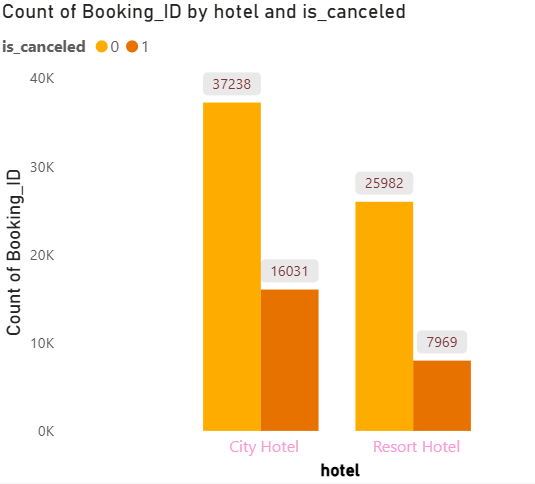 Count of Booking_ID by hotel and is_canceled
is_canceled 0 1
40K
30K
20K
10K
0K
Count of Booking_ID
37238
16031
25982
7969
City Hotel
Resort Hotel
hotel